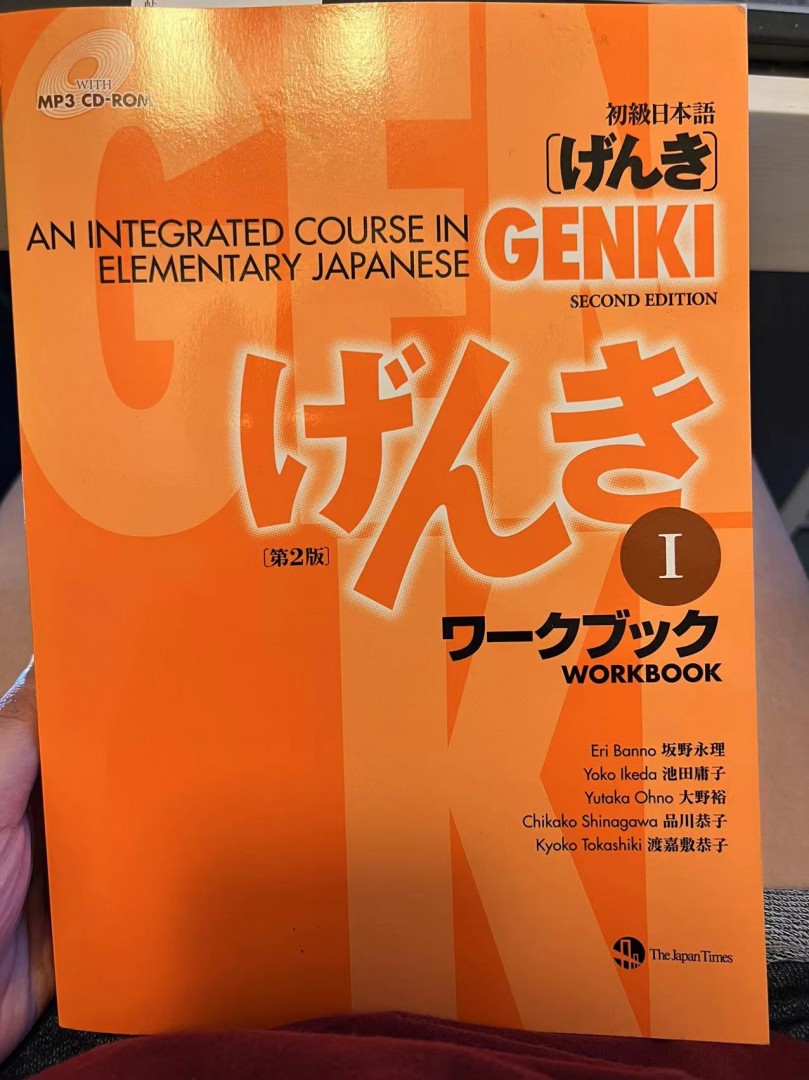 WITH
MP3 CD-ROM
初級日本語
[げんき]
AN INTEGRATED COURSE IN
ELEMENTARY JAPANESE
GENKI
SECOND EDITION
げんき
[第2版]
I
ワークブック
WORKBOOK
Eri Banno 坂野永理
Yoko Ikeda 池田庸子
Yutaka Ohno 大野裕
Chikako Shinagawa 品川恭子
Kyoko Tokashiki 渡嘉敷恭子
The Japan Times
GEN
K